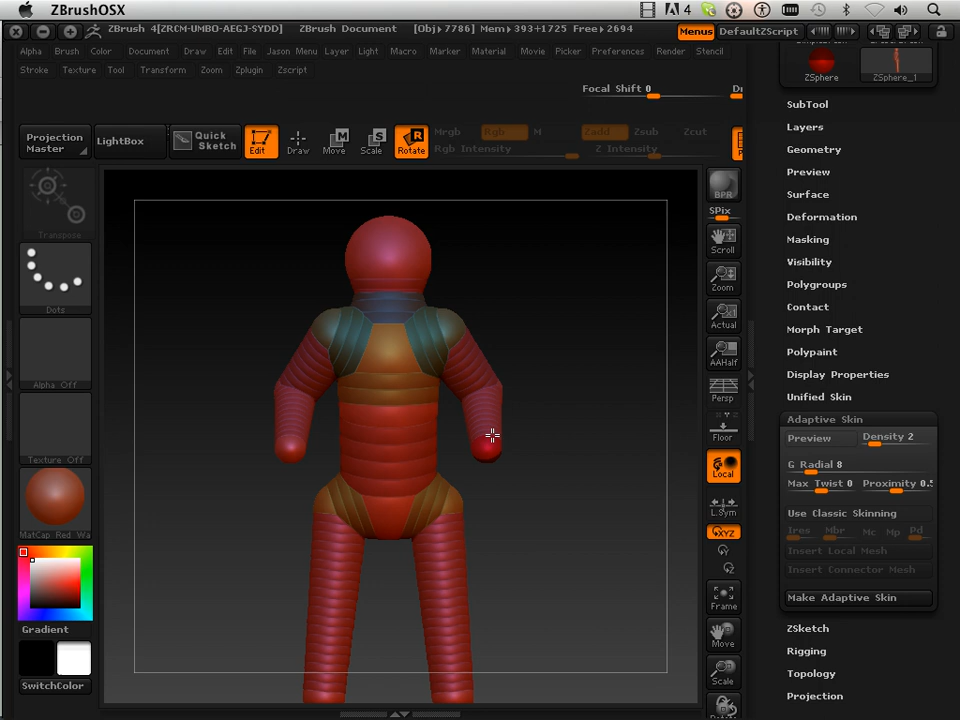 ZBrushOSX
A 4
ZBrush 4[ZRCM-UMBO-AEGJ-SYDD] ZBrush Document [Obj>7786] Mem>393+1725 Free>2694 Menus DefaultZScript
Alpha Brush Color Document Draw Edit File Jason Menu Layer Light Macro Marker Material Movie Picker Preferences Render Stencil
Stroke Texture Tool Transform Zoom Zplugin Zscript
ZSphere ZSphere_1
Focal Shift 0
Projection Master LightBox Quick Sketch Edit Draw Move Scale Rotate
Mrgb Rgb M Zadd Zsub Zcut
Rgb Intensity Z Intensity
Transpose
Dots
Alpha Off
Texture Off
MatCap Red Wa
Gradient
SwitchColor
BPR
SPix
Scroll
Zoom
Actual
AAHalf
Persp
Floor
Local
L.Sym
XYZ
Frame
Move
Scale
SubTool
Layers
Geometry
Preview
Surface
Deformation
Masking
Visibility
Polygroups
Contact
Morph Target
Polypaint
Display Properties
Unified Skin
Adaptive Skin
Preview Density 2
G Radial 8
Max Twist 0 Proximity 0.5
Use Classic Skinning
Ires Mbr Mc Mp Pd
Insert Local Mesh
Insert Connector Mesh
Make Adaptive Skin
ZSketch
Rigging
Topology
Projection